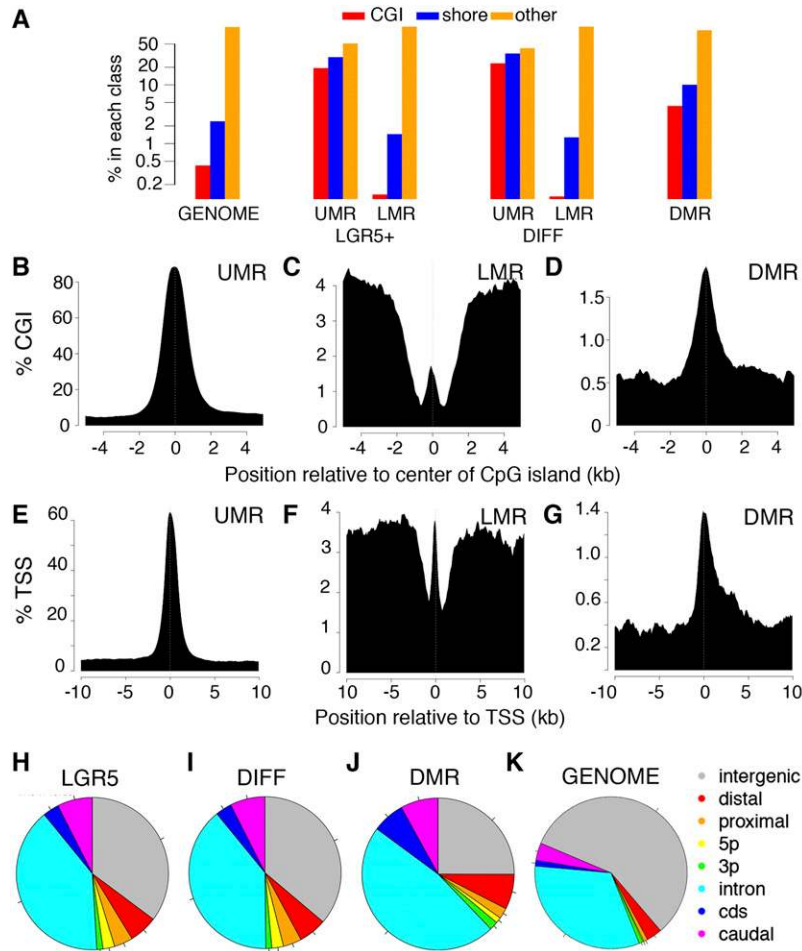 A
CGI shore other
% in each class
50
20
10
5
2
1
0.5
0.2
GENOME UMR LMR UMR LMR DMR
LGR5+ DIFF
B UMR C LMR D DMR
% CGI
80
60
40
20
0
4
3
2
1
0
1.5
1.0
0.5
0
-4 -2 0 2 4 -4 -2 0 2 4 -4 -2 0 2 4
Position relative to center of CpG island (kb)
E UMR F LMR G DMR
% TSS
60
40
20
0
4
3
2
1
0
1.4
1.0
0.6
0.2
-10 -5 0 5 10 10 -5 0 5 10 -10 -5 0 5 10
Position relative to TSS (kb)
H I J K
LGR5 DIFF DMR GENOME
intergenic
distal
proximal
5p
3p
intron
cds
caudal